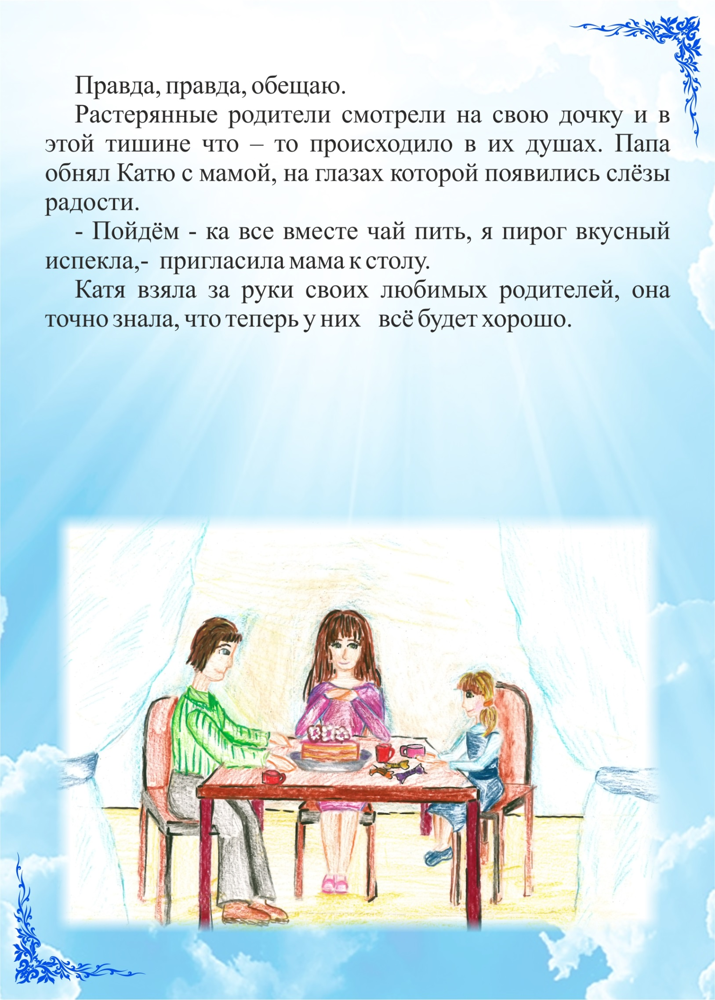 Правда, правда, обещаю.
Растерянные родители смотрели на свою дочку и в
этой тишине что – то происходило в их душах. Папа
обнял Катю с мамой, на глазах которой появились слёзы
радости.
- Пойдём - ка все вместе чай пить, я пирог вкусный
испекла,-  пригласила мама к столу.
Катя взяла за руки своих любимых родителей, она
точно знала, что теперь у них   всё будет хорошо.